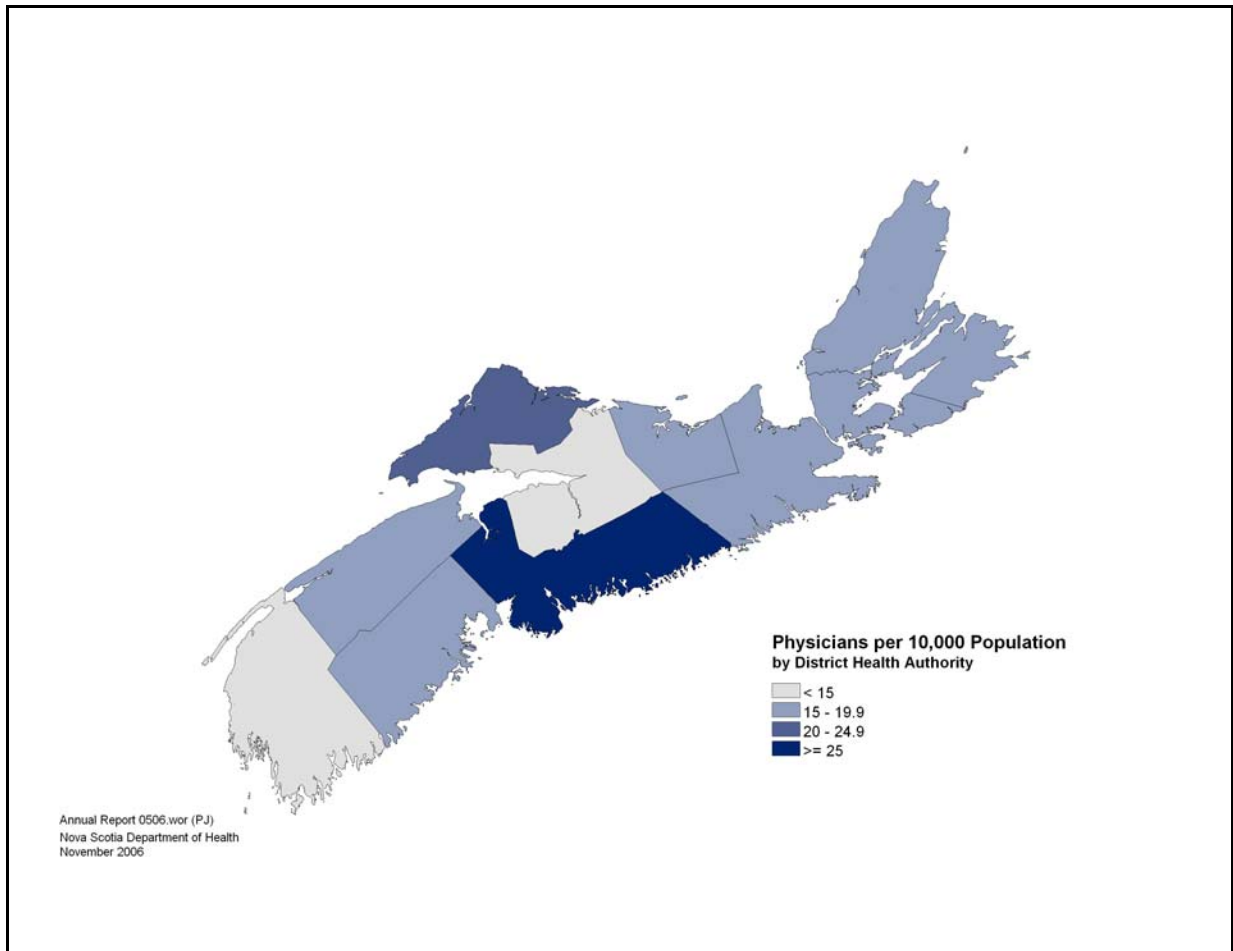 Physicians per 10,000 Population
by District Health Authority
< 15
15 - 19.9
20 - 24.9
>= 25
Annual Report 0506.wor (PJ)
Nova Scotia Department of Health
November 2006